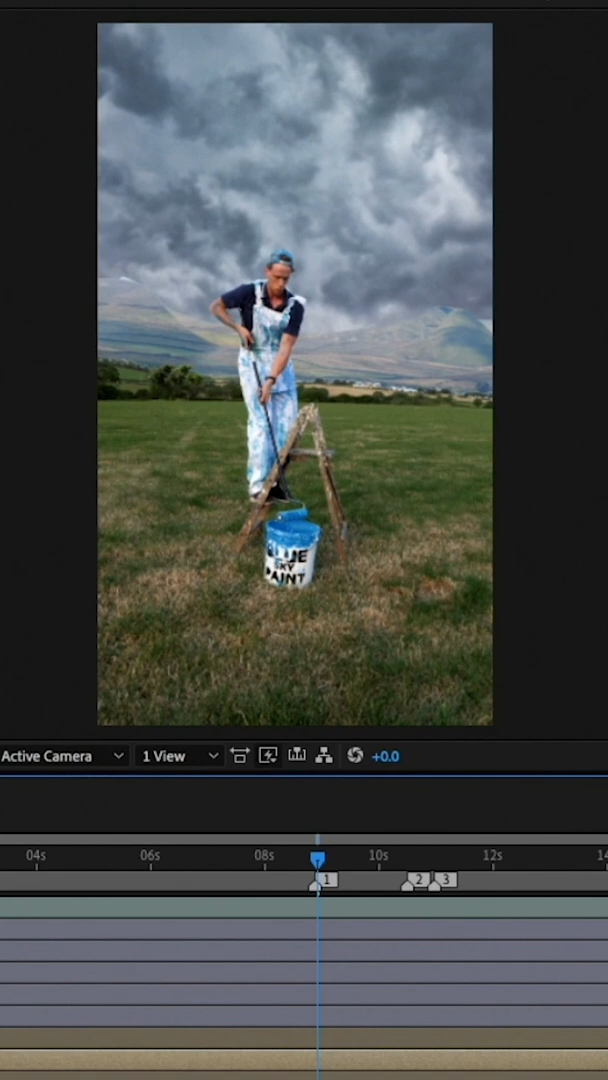 BLUE
SKY
PAINT
Active Camera
1 View
+0.0
04s
06s
08s
10s
12s
1
2
3